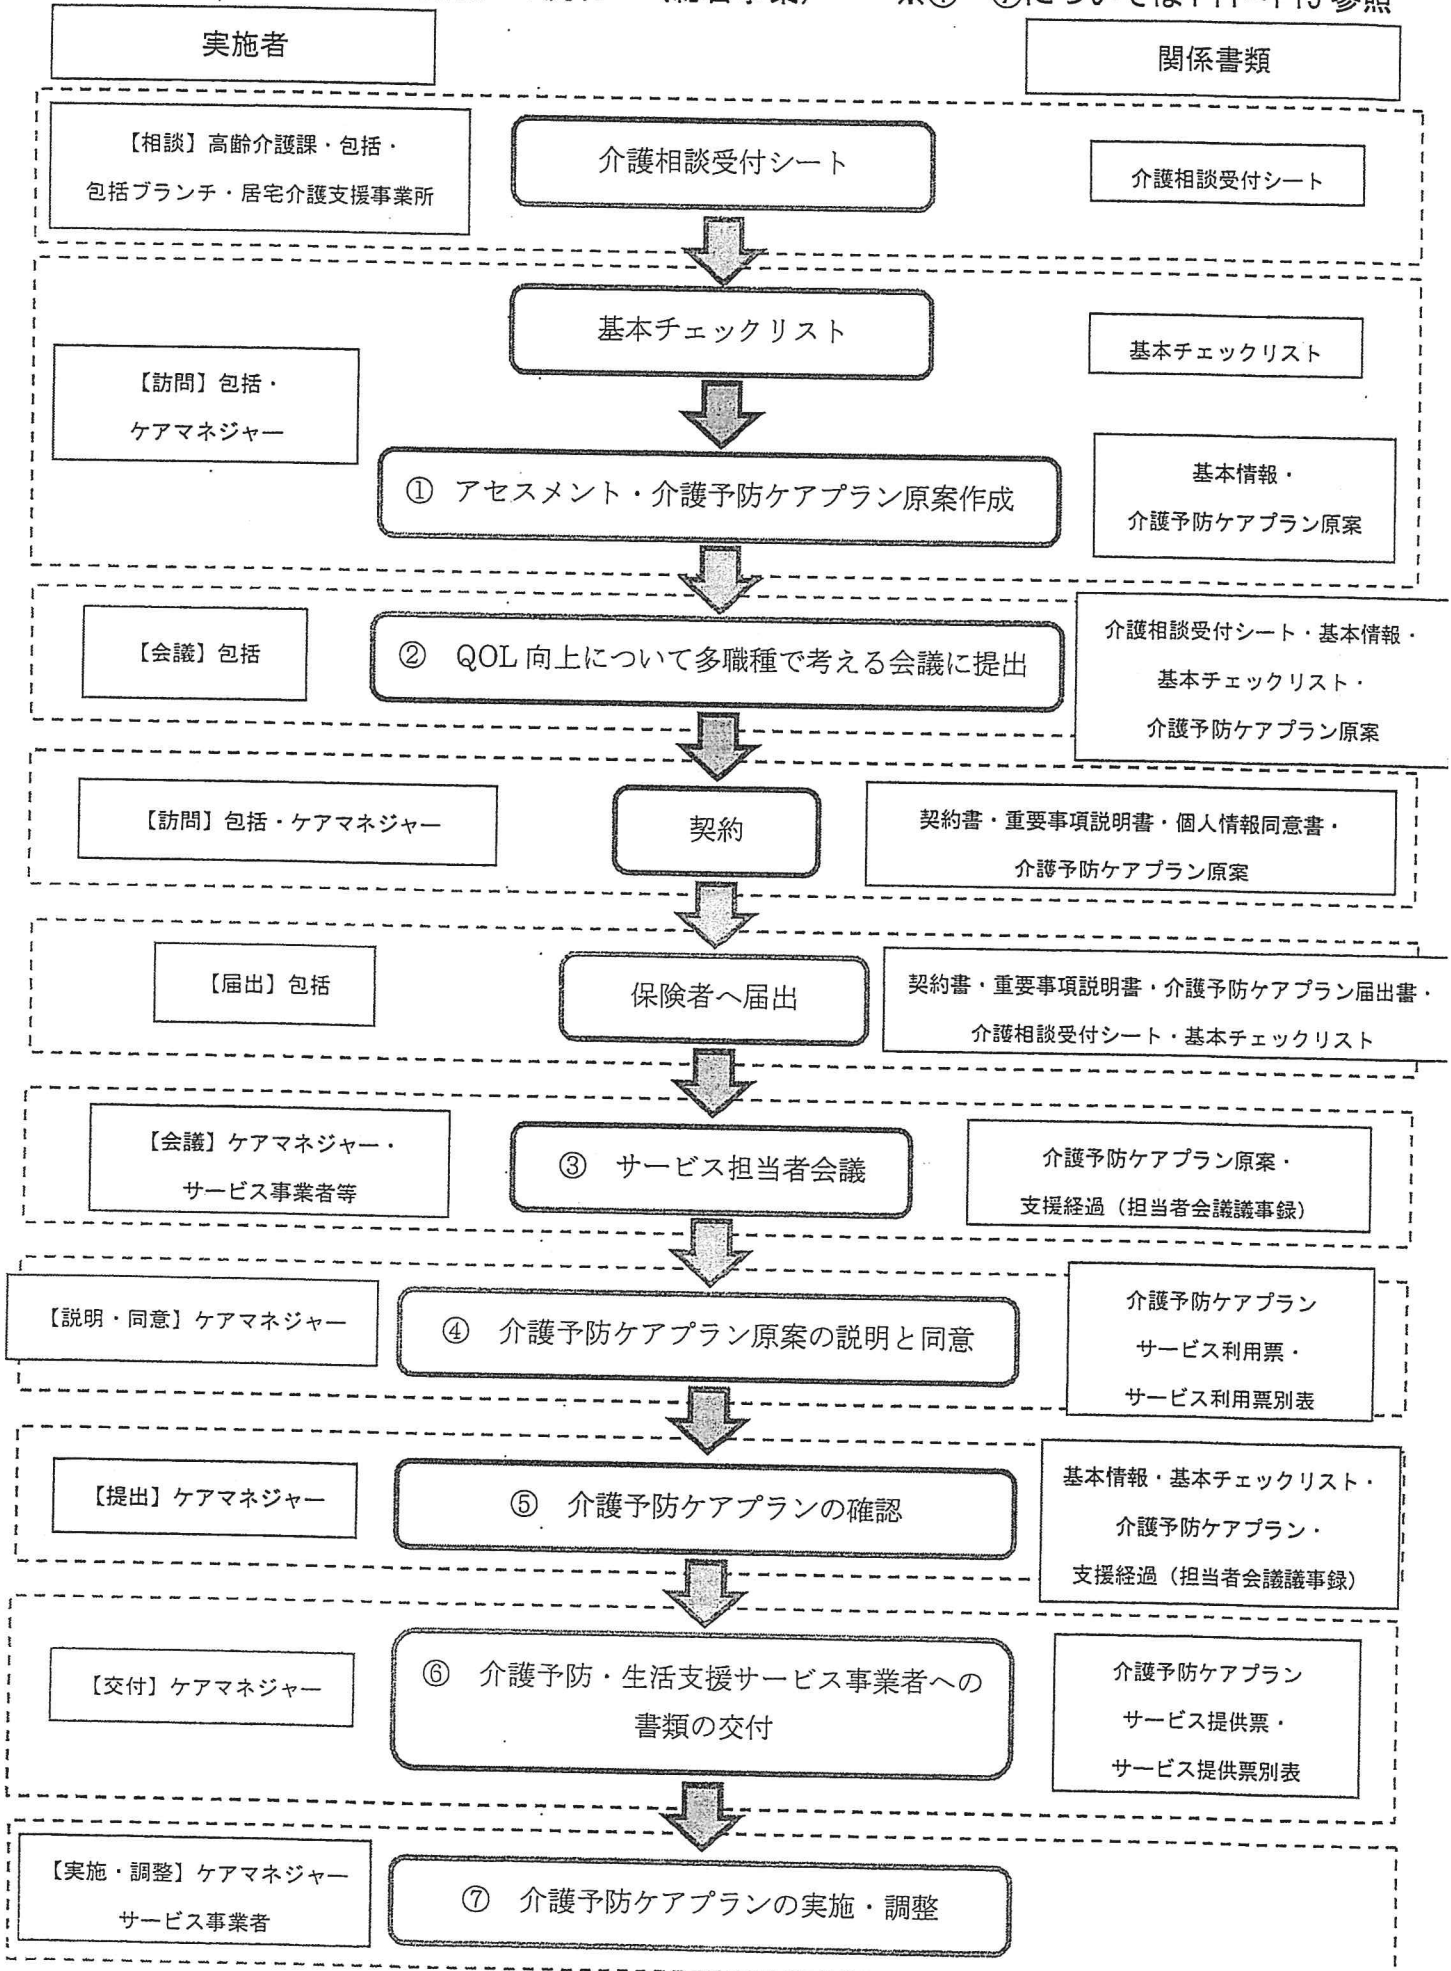 実施者
関係書類
【相談】高齢介護課・包括・
包括ブランチ・居宅介護支援事業所
介護相談受付シート
介護相談受付シート
基本チェックリスト
基本チェックリスト
【訪問】包括・
ケアマネジャー
① アセスメント・介護予防ケアプラン原案作成
基本情報・
介護予防ケアプラン原案
【会議】包括
② QOL 向上について多職種で考える会議に提出
介護相談受付シート・基本情報・
基本チェックリスト・
介護予防ケアプラン原案
【訪問】包括・ケアマネジャー
契約
契約書・重要事項説明書・個人情報同意書・
介護予防ケアプラン原案
【届出】包括
保険者へ届出
契約書・重要事項説明書・介護予防ケアプラン届出書・
介護相談受付シート・基本チェックリスト
【会議】ケアマネジャー・
サービス事業者等
③ サービス担当者会議
介護予防ケアプラン原案・
支援経過（担当者会議議事録）
【説明・同意】ケアマネジャー
④ 介護予防ケアプラン原案の説明と同意
介護予防ケアプラン
サービス利用票・
サービス利用票別表
【提出】ケアマネジャー
⑤ 介護予防ケアプランの確認
基本情報・基本チェックリスト・
介護予防ケアプラン・
支援経過（担当者会議議事録）
【交付】ケアマネジャー
⑥ 介護予防・生活支援サービス事業者への
書類の交付
介護予防ケアプラン
サービス提供票・
サービス提供票別表
【実施・調整】ケアマネジャー
サービス事業者
⑦ 介護予防ケアプランの実施・調整